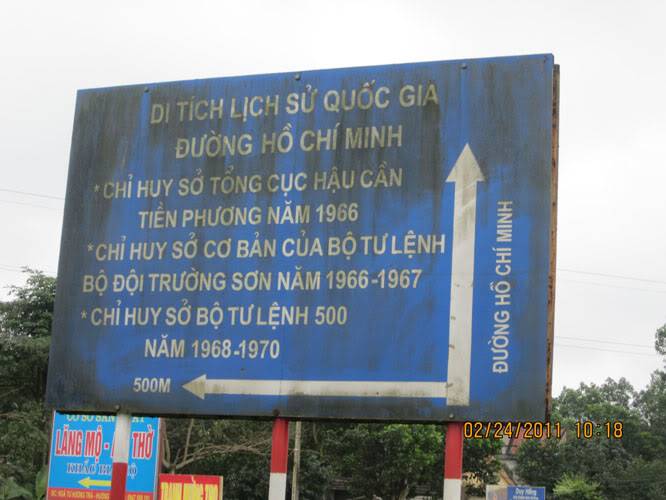 DI TÍCH LỊCH SỬ QUỐC GIA
ĐƯỜNG HỒ CHÍ MINH
* CHỈ HUY SỞ TỔNG CỤC HẬU CẦN
TIỀN PHƯƠNG NĂM 1966
* CHỈ HUY SỞ CƠ BẢN CỦA BỘ TƯ LỆNH
BỘ ĐỘI TRƯỜNG SƠN NĂM 1966-1967
* CHỈ HUY SỞ BỘ TƯ LỆNH 500
NĂM 1968-1970
500M
ĐƯỜNG HỒ CHÍ MINH
LĂNG MỘ - THỜ
KHẮC
02/24/2011 10:18
Duy Hồng